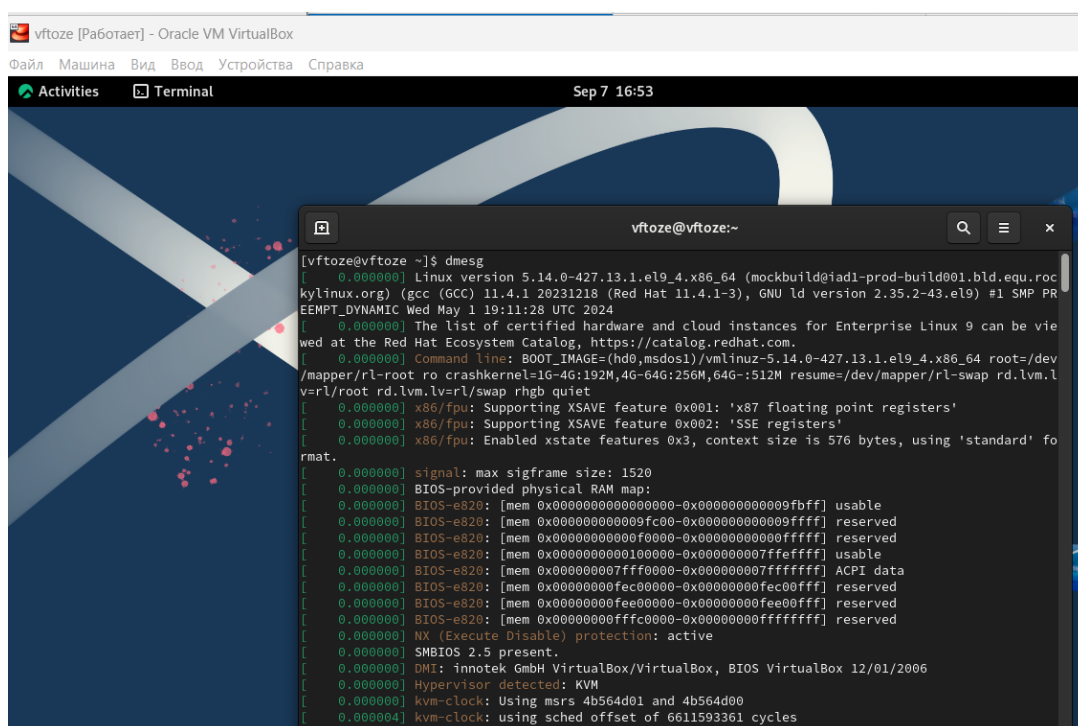 vftoze [Работает] - Oracle VM VirtualBox
Файл Машина Вид Ввод Устройства Справка
Activities Terminal Sep 7 16:53
vftoze@vftoze:~
[vftoze@vftoze ~]$ dmesg
[    0.000000] Linux version 5.14.0-427.13.1.el9_4.x86_64 (mockbuild@iad1-prod-build001.bld.equ.roc
kylinux.org) (gcc (GCC) 11.4.1 20231218 (Red Hat 11.4.1-3), GNU ld version 2.35.2-43.el9) #1 SMP PR
EEMPT_DYNAMIC Wed May 1 19:11:28 UTC 2024
[    0.000000] The list of certified hardware and cloud instances for Enterprise Linux 9 can be vie
wed at the Red Hat Ecosystem Catalog, https://catalog.redhat.com.
[    0.000000] Command line: BOOT_IMAGE=(hd0,msdos1)/vmlinuz-5.14.0-427.13.1.el9_4.x86_64 root=/dev
/mapper/rl-root ro crashkernel=1G-4G:192M,4G-64G:256M,64G-:512M resume=/dev/mapper/rl-swap rd.lvm.l
v=rl/root rd.lvm.lv=rl/swap rhgb quiet
[    0.000000] x86/fpu: Supporting XSAVE feature 0x001: 'x87 floating point registers'
[    0.000000] x86/fpu: Supporting XSAVE feature 0x002: 'SSE registers'
[    0.000000] x86/fpu: Enabled xstate features 0x3, context size is 576 bytes, using 'standard' fo
rmat.
[    0.000000] signal: max sigframe size: 1520
[    0.000000] BIOS-provided physical RAM map:
[    0.000000] BIOS-e820: [mem 0x0000000000000000-0x000000000009fbff] usable
[    0.000000] BIOS-e820: [mem 0x000000000009fc00-0x000000000009ffff] reserved
[    0.000000] BIOS-e820: [mem 0x00000000000f0000-0x00000000000fffff] reserved
[    0.000000] BIOS-e820: [mem 0x0000000000100000-0x000000007ffeffff] usable
[    0.000000] BIOS-e820: [mem 0x000000007fff0000-0x000000007fffffff] ACPI data
[    0.000000] BIOS-e820: [mem 0x00000000fec00000-0x00000000fec00fff] reserved
[    0.000000] BIOS-e820: [mem 0x00000000fee00000-0x00000000fee00fff] reserved
[    0.000000] BIOS-e820: [mem 0x00000000fffc0000-0x00000000ffffffff] reserved
[    0.000000] NX (Execute Disable) protection: active
[    0.000000] SMBIOS 2.5 present.
[    0.000000] DMI: innotek GmbH VirtualBox/VirtualBox, BIOS VirtualBox 12/01/2006
[    0.000000] Hypervisor detected: KVM
[    0.000000] kvm-clock: Using msrs 4b564d01 and 4b564d00
[    0.000004] kvm-clock: using sched offset of 6611593361 cycles